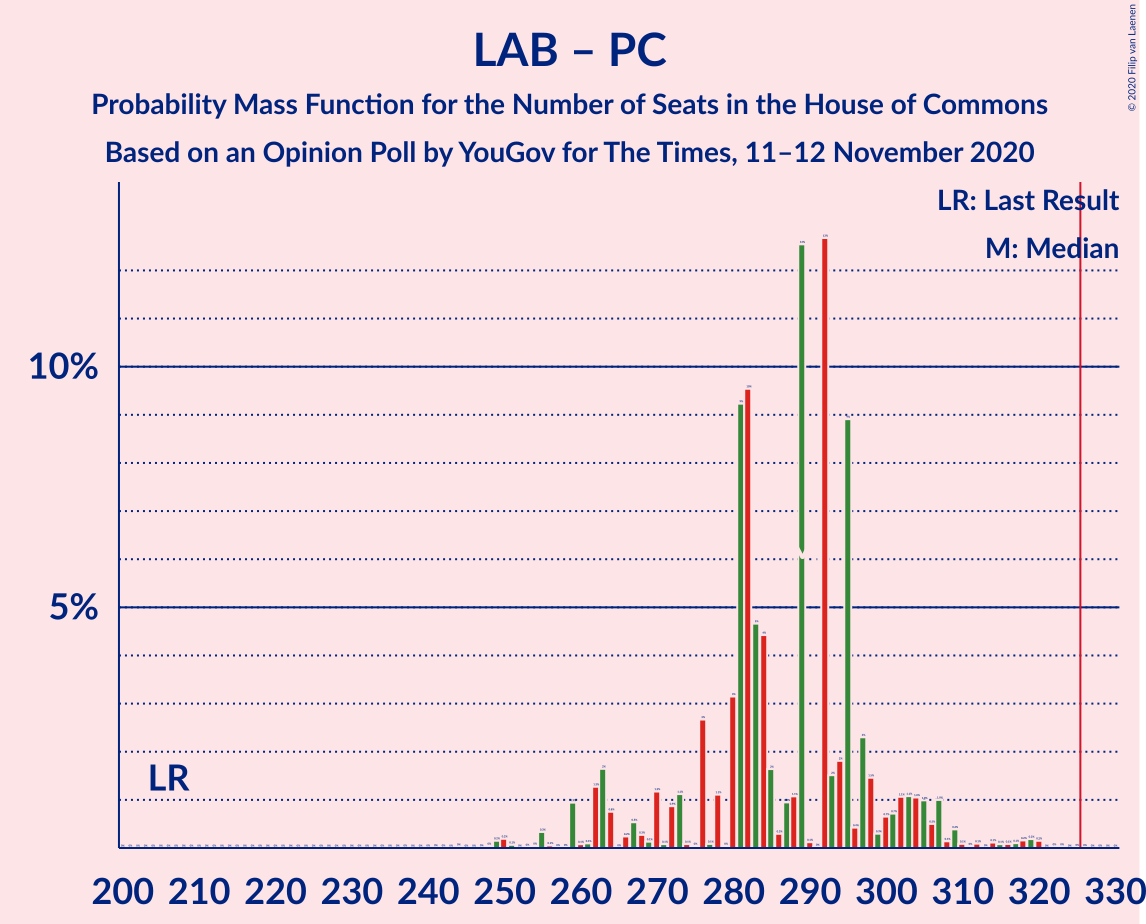 LAB – PC
Probability Mass Function for the Number of Seats in the House of Commons
Based on an Opinion Poll by YouGov for The Times, 11–12 November 2020
© 2020 Filip van Laenen
LR: Last Result
M: Median
10%
5%
LR
200 210 220 230 240 250 260 270 280 290 300 310 320 330